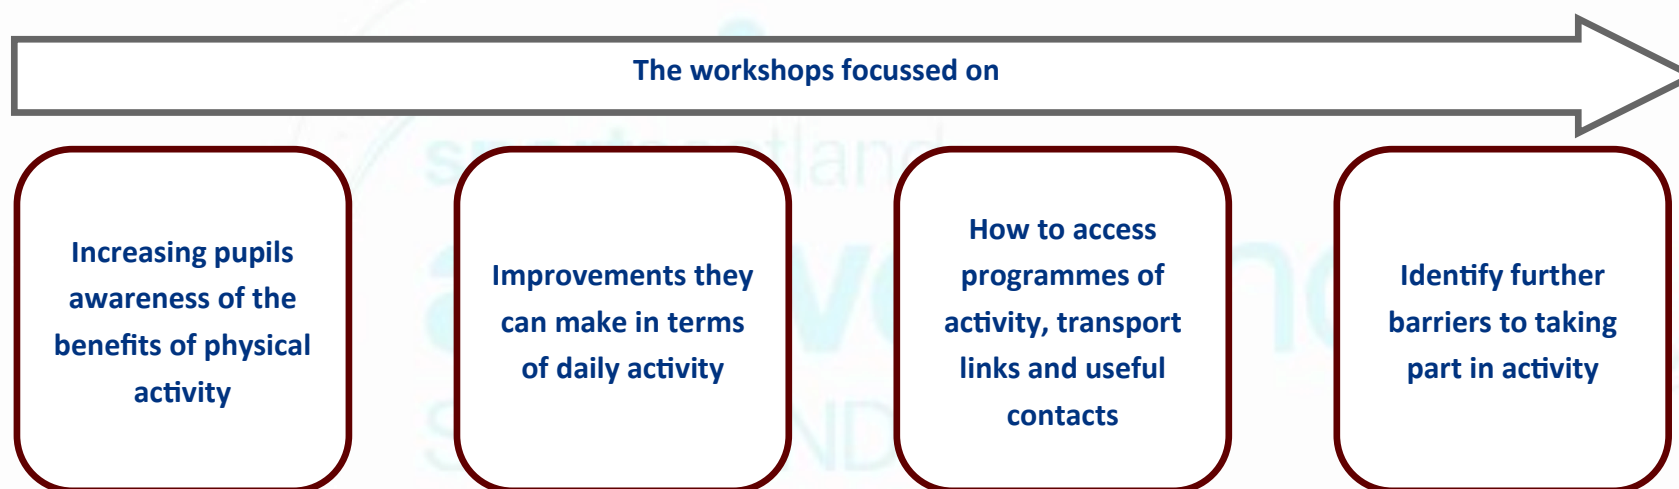 The workshops focussed on
Increasing pupils
awareness of the
benefits of physical
activity
Improvements they
can make in terms
of daily activity
How to access
programmes of
activity, transport
links and useful
contacts
Identify further
barriers to taking
part in activity